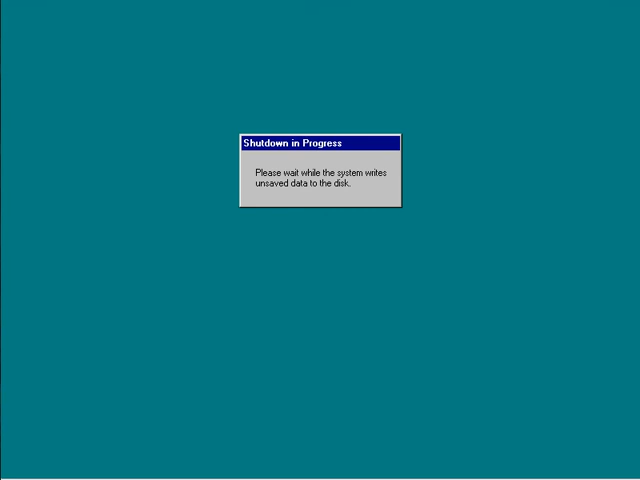 Shutdown in Progress
Please wait while the system writes
unsaved data to the disk.